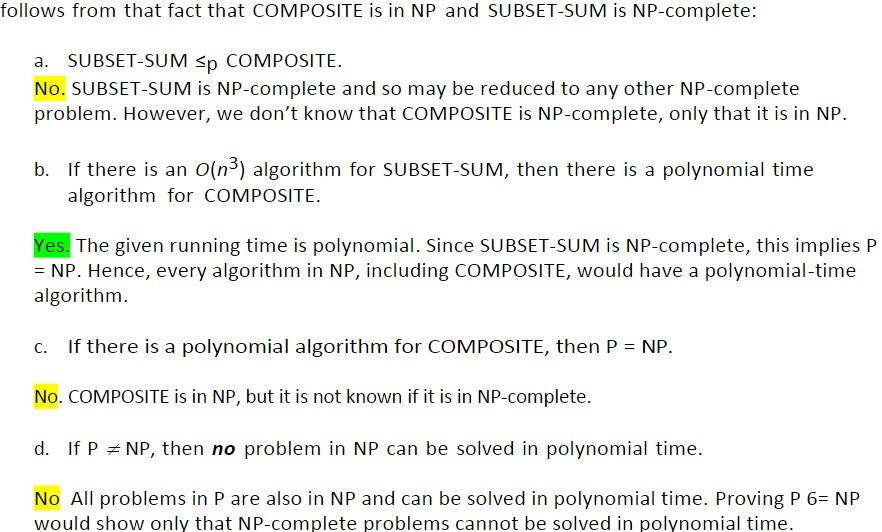 follows from that fact that COMPOSITE is in NP and SUBSET-SUM is NP-complete:
a. SUBSET-SUM ≤p COMPOSITE.
No. SUBSET-SUM is NP-complete and so may be reduced to any other NP-complete
problem. However, we don't know that COMPOSITE is NP-complete, only that it is in NP.
b. If there is an O(n³) algorithm for SUBSET-SUM, then there is a polynomial time
algorithm for COMPOSITE.
Yes. The given running time is polynomial. Since SUBSET-SUM is NP-complete, this implies P
= NP. Hence, every algorithm in NP, including COMPOSITE, would have a polynomial-time
algorithm.
c. If there is a polynomial algorithm for COMPOSITE, then P = NP.
No. COMPOSITE is in NP, but it is not known if it is in NP-complete.
d. If P ≠ NP, then no problem in NP can be solved in polynomial time.
No All problems in P are also in NP and can be solved in polynomial time. Proving P 6= NP
would show only that NP-complete problems cannot be solved in polynomial time.